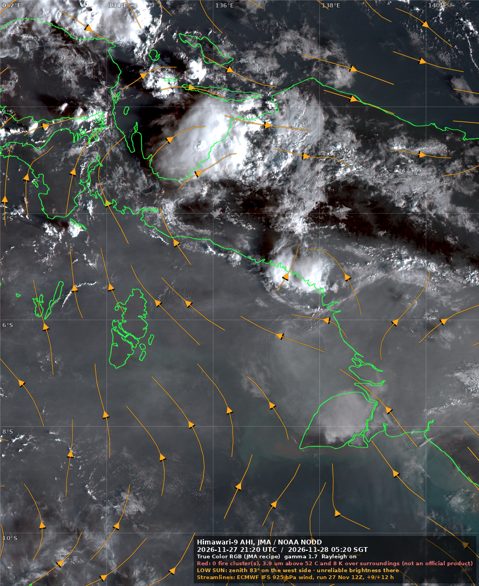 136°E
138°E
6°S
8°S
10°S
Himawari-9 AHI, JMA / NOAA NODD
2026-11-27 21:20 UTC / 2026-11-28 05:20 SGT
True Color RGB (JMA recipe) gamma 1.7 Rayleigh on
Red: 0 fire cluster(s), 3.9 um above 52 C and 8 K over surroundings (not an official product)
LOW SUN: zenith 83° on the west side - unreliable brightness there
Streamlines: ECMWF IFS 925 hPa wind, run 27 Nov 12Z, +9/+12 h